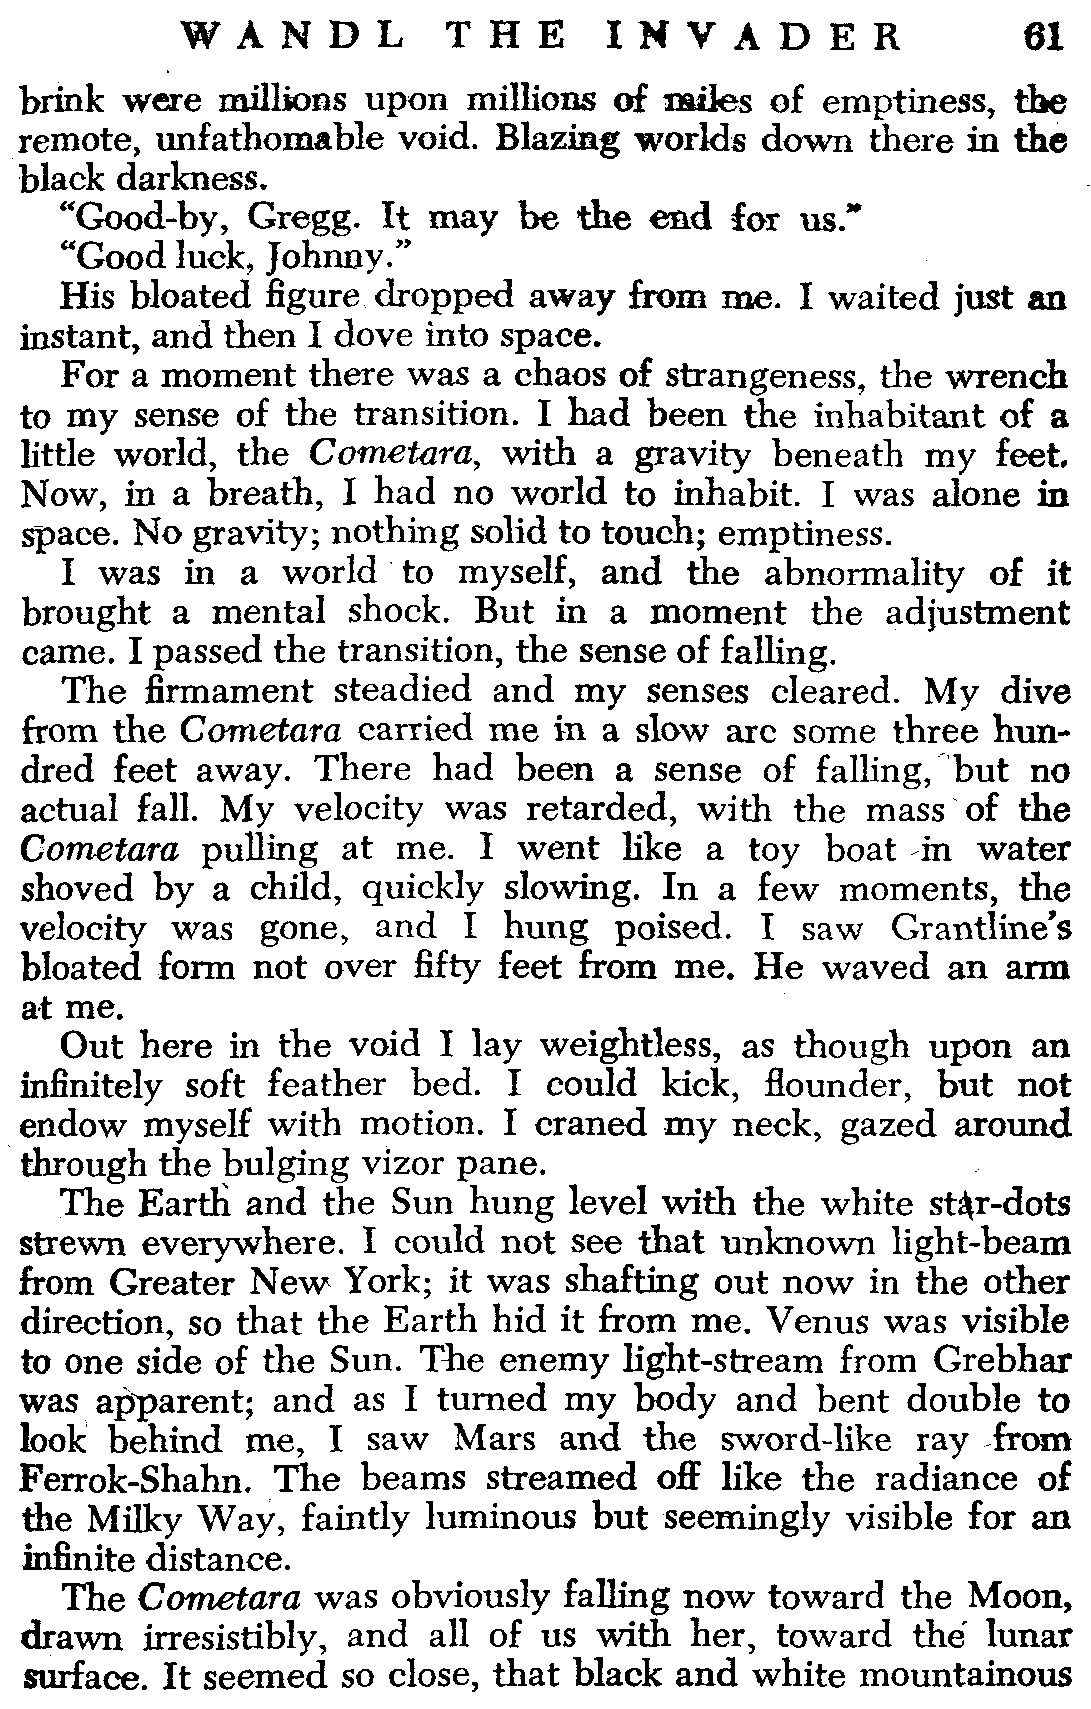 WANDL THE INVADER 61
brink were millions upon millions of miles of emptiness, the
remote, unfathomable void. Blazing worlds down there in the
black darkness.
“Good-by, Gregg. It may be the end for us.”
“Good luck, Johnny.”
His bloated figure dropped away from me. I waited just an
instant, and then I dove into space.
For a moment there was a chaos of strangeness, the wrench
to my sense of the transition. I had been the inhabitant of a
little world, the Cometara, with a gravity beneath my feet.
Now, in a breath, I had no world to inhabit. I was alone in
space. No gravity; nothing solid to touch; emptiness.
I was in a world to myself, and the abnormality of it
brought a mental shock. But in a moment the adjustment
came. I passed the transition, the sense of falling.
The firmament steadied and my senses cleared. My dive
from the Cometara carried me in a slow arc some three hun-
dred feet away. There had been a sense of falling, but no
actual fall. My velocity was retarded, with the mass of the
Cometara pulling at me. I went like a toy boat in water
shoved by a child, quickly slowing. In a few moments, the
velocity was gone, and I hung poised. I saw Grantline's
bloated form not over fifty feet from me. He waved an arm
at me.
Out here in the void I lay weightless, as though upon an
infinitely soft feather bed. I could kick, flounder, but not
endow myself with motion. I craned my neck, gazed around
through the bulging vizor pane.
The Earth and the Sun hung level with the white star-dots
strewn everywhere. I could not see that unknown light-beam
from Greater New York; it was shafting out now in the other
direction, so that the Earth hid it from me. Venus was visible
to one side of the Sun. The enemy light-stream from Grebhar
was apparent; and as I turned my body and bent double to
look behind me, I saw Mars and the sword-like ray from
Ferrok-Shahn. The beams streamed off like the radiance of
the Milky Way, faintly luminous but seemingly visible for an
infinite distance.
The Cometara was obviously falling now toward the Moon,
drawn irresistibly, and all of us with her, toward the lunar
surface. It seemed so close, that black and white mountainous